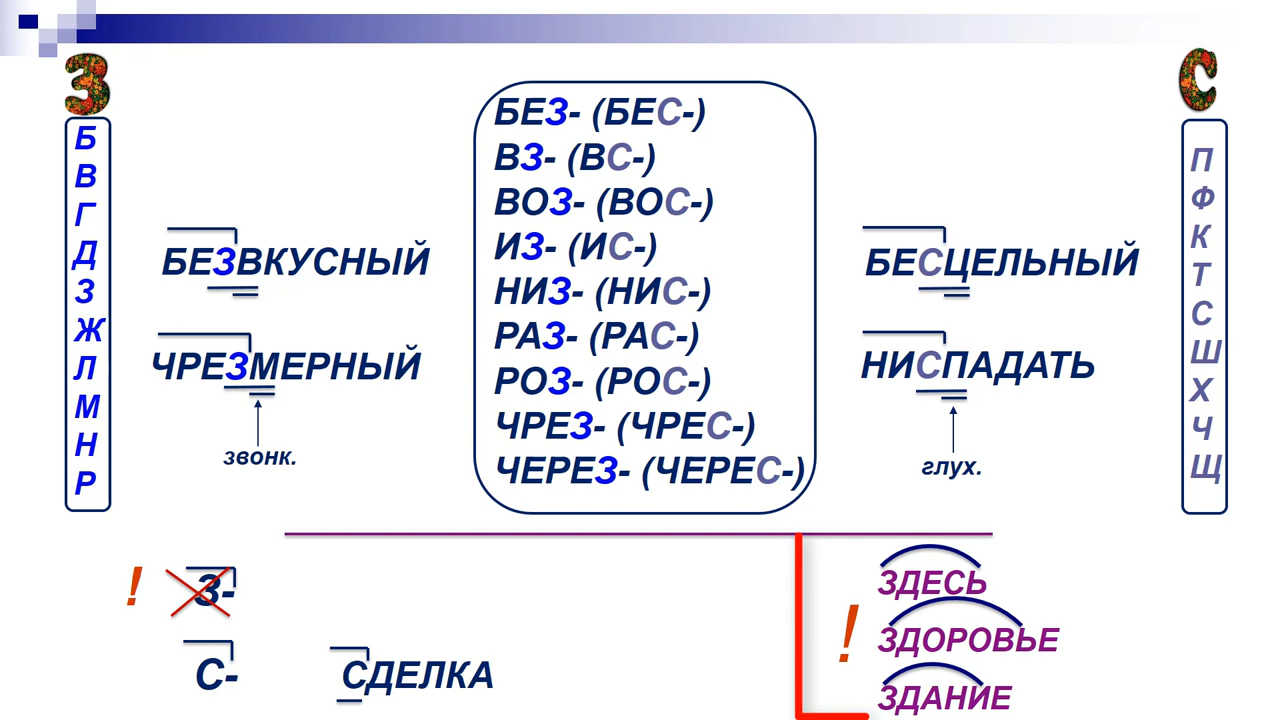 З
Б
В
Г
Д
З
Ж
Л
М
Н
Р
БЕЗВКУСНЫЙ
ЧРЕЗМЕРНЫЙ
звонк.
БЕЗ- (БЕС-)
ВЗ- (ВС-)
ВОЗ- (ВОС-)
ИЗ- (ИС-)
НИЗ- (НИС-)
РАЗ- (РАС-)
РОЗ- (РОС-)
ЧРЕЗ- (ЧРЕС-)
ЧЕРЕЗ- (ЧЕРЕС-)
БЕСЦЕЛЬНЫЙ
НИСПАДАТЬ
глух.
С
П
Ф
К
Т
С
Ш
Х
Ч
Щ
! З-
С- СДЕЛКА
!
ЗДЕСЬ
ЗДОРОВЬЕ
ЗДАНИЕ